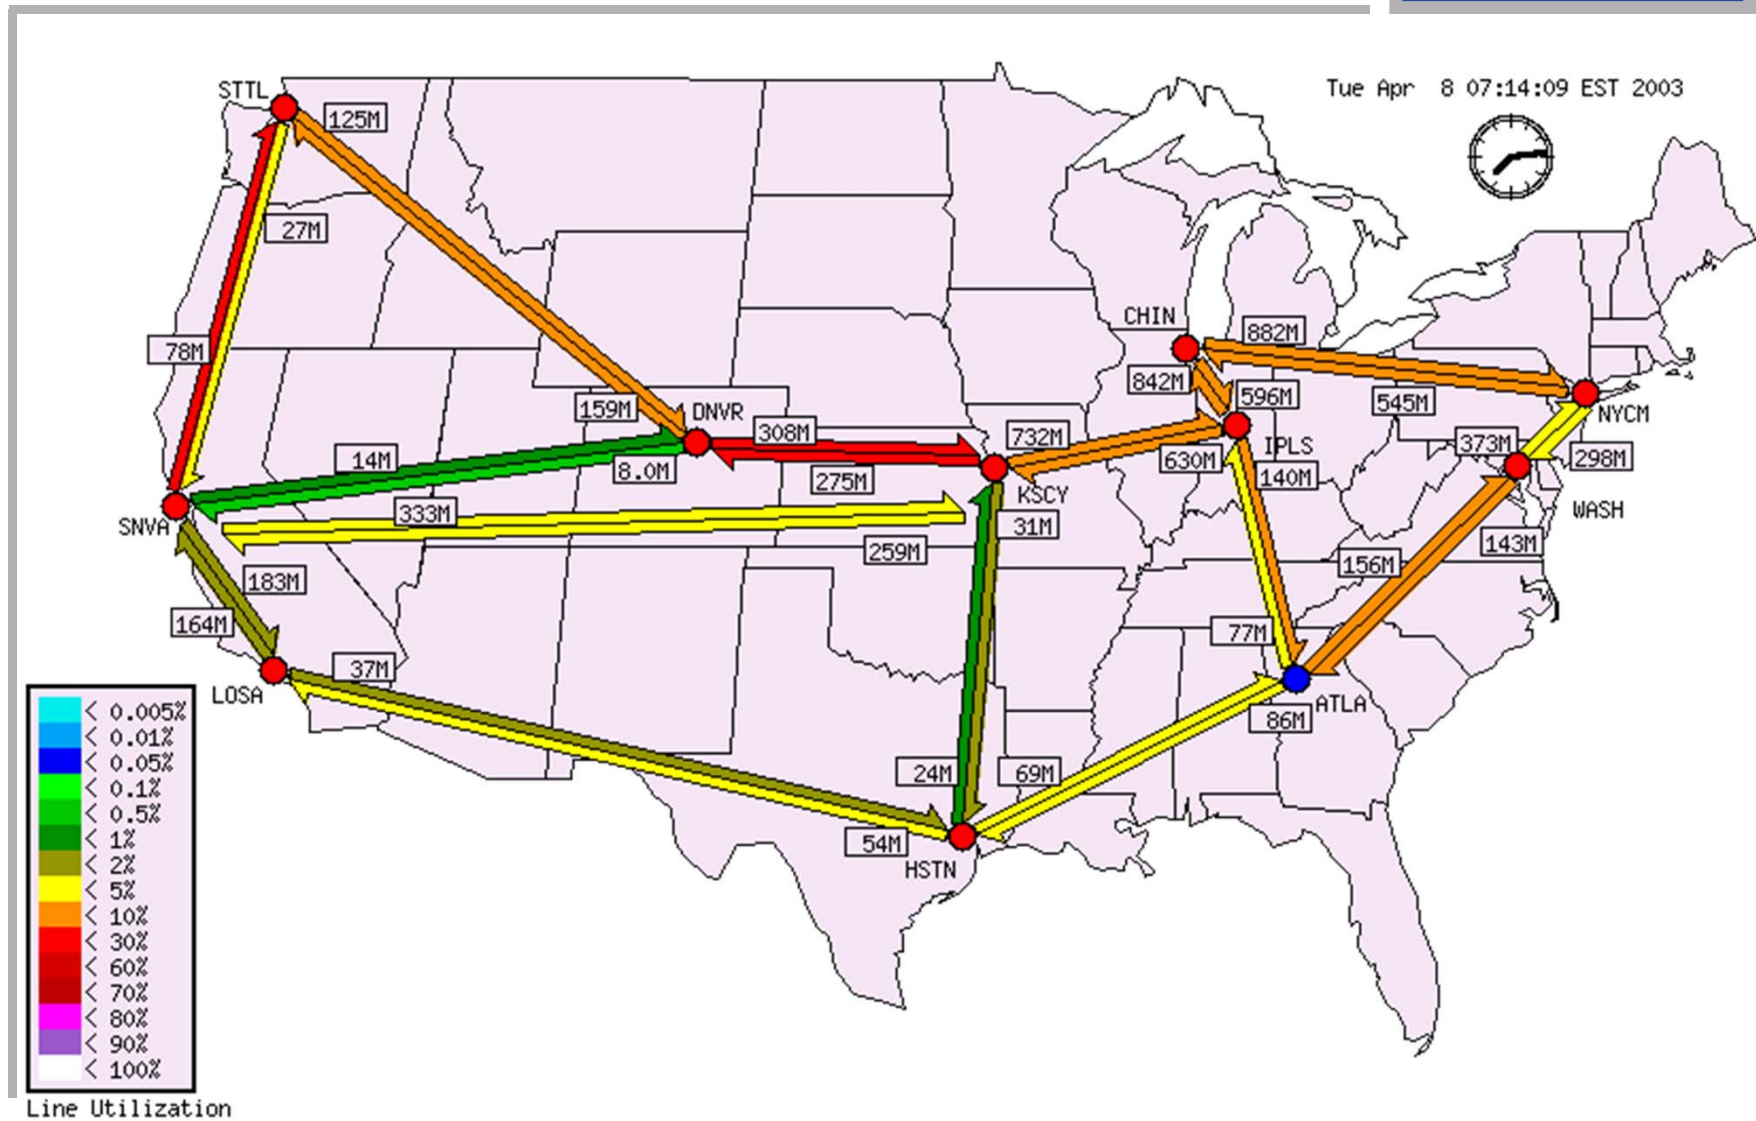 STTL
125M
Tue Apr  8 07:14:09 EST 2003
27M
CHIN
882M
78M
842M
596M
545M
159M
DNVR
NYCM
308M
732M
IPLS
373M
14M
8.0M
630M
140M
298M
275M
KSCY
333M
31M
WASH
SNVA
259M
143M
156M
183M
164M
77M
37M
LOSA
ATLA
86M
24M
69M
54M
HSTN
< 0.005%
< 0.01%
< 0.05%
< 0.1%
< 0.5%
< 1%
< 2%
< 5%
< 10%
< 30%
< 60%
< 70%
< 80%
< 90%
< 100%
Line Utilization